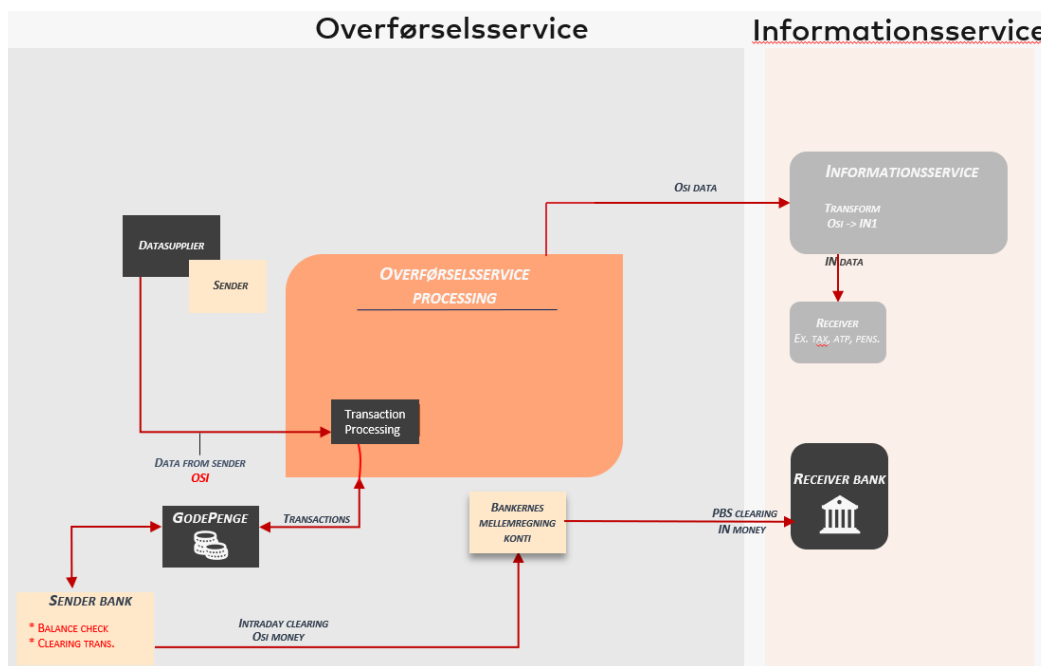 Overførselsservice
Informationsservice
OSI DATA
INFORMATIONSSERVICE
TRANSFORM
OSI -> IN1
IN DATA
RECEIVER
EX. TAX, ATP, PENS.
DATASUPPLIER
SENDER
OVERFØRSELSSERVICE
PROCESSING
Transaction
Processing
DATA FROM SENDER
OSI
GODEPENGE
TRANSACTIONS
BANKERNES
MELLEMREGNING
KONTI
PBS CLEARING
IN MONEY
RECEIVER BANK
SENDER BANK
* BALANCE CHECK
* CLEARING TRANS.
INTRADAY CLEARING
OSI MONEY